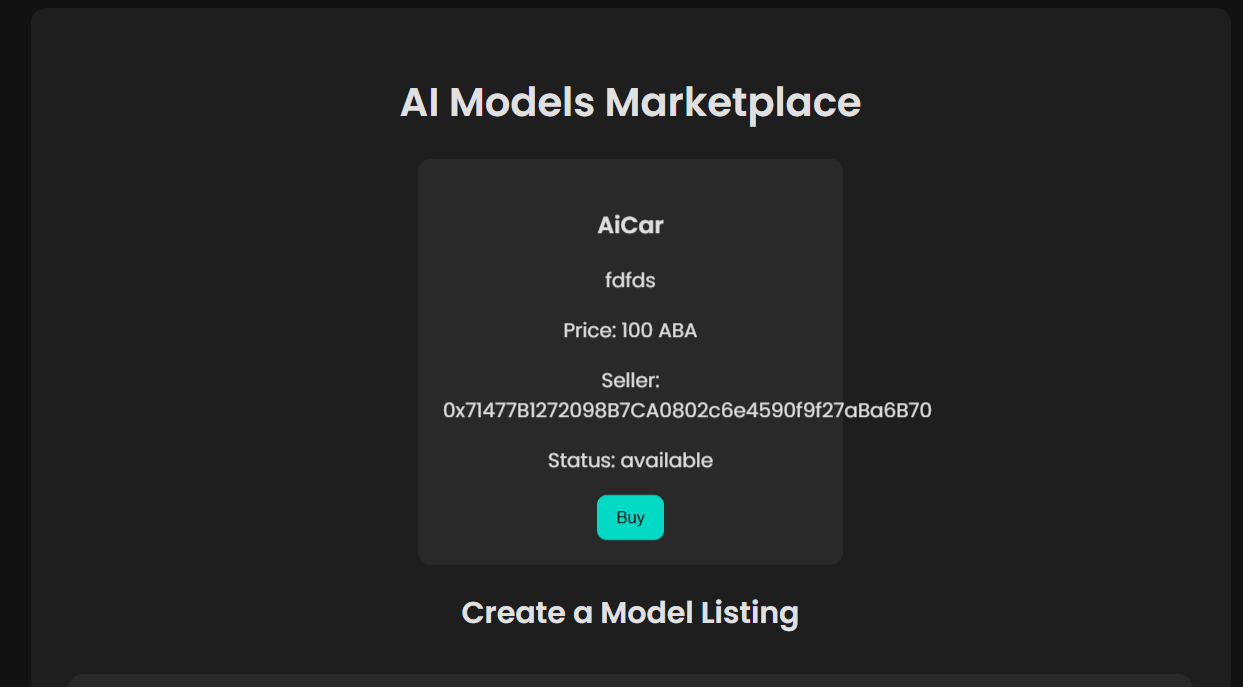 AI Models Marketplace
AiCar
fdfds
Price: 100 ABA
Seller:
0x71477B1272098B7CA0802c6e4590f9f27aBa6B70
Status: available
Buy
Create a Model Listing